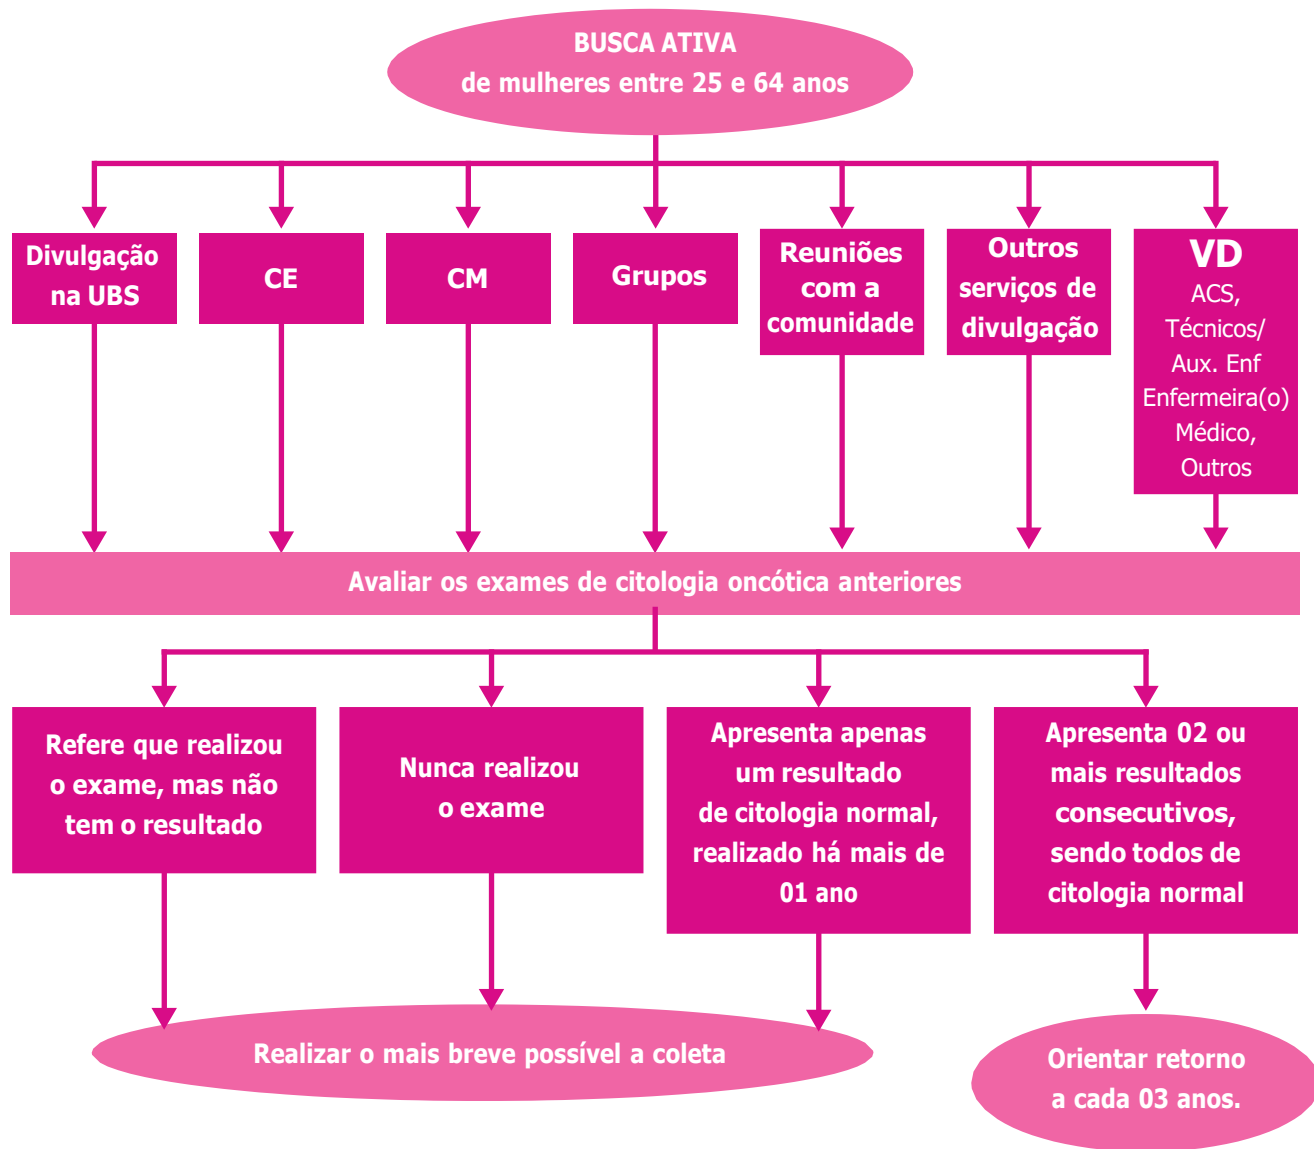 BUSCA ATIVA
de mulheres entre 25 e 64 anos
Divulgação
na UBS
CE
CM
Grupos
Reuniões
com a
comunidade
Outros
serviços de
divulgação
VD
ACS,
Técnicos/
Aux. Enf
Enfermeira(o)
Médico,
Outros
Avaliar os exames de citologia oncótica anteriores
Refere que realizou
o exame, mas não
tem o resultado
Nunca realizou
o exame
Apresenta apenas
um resultado
de citologia normal,
realizado há mais de
01 ano
Apresenta 02 ou
mais resultados
consecutivos,
sendo todos de
citologia normal
Realizar o mais breve possível a coleta
Orientar retorno
a cada 03 anos.